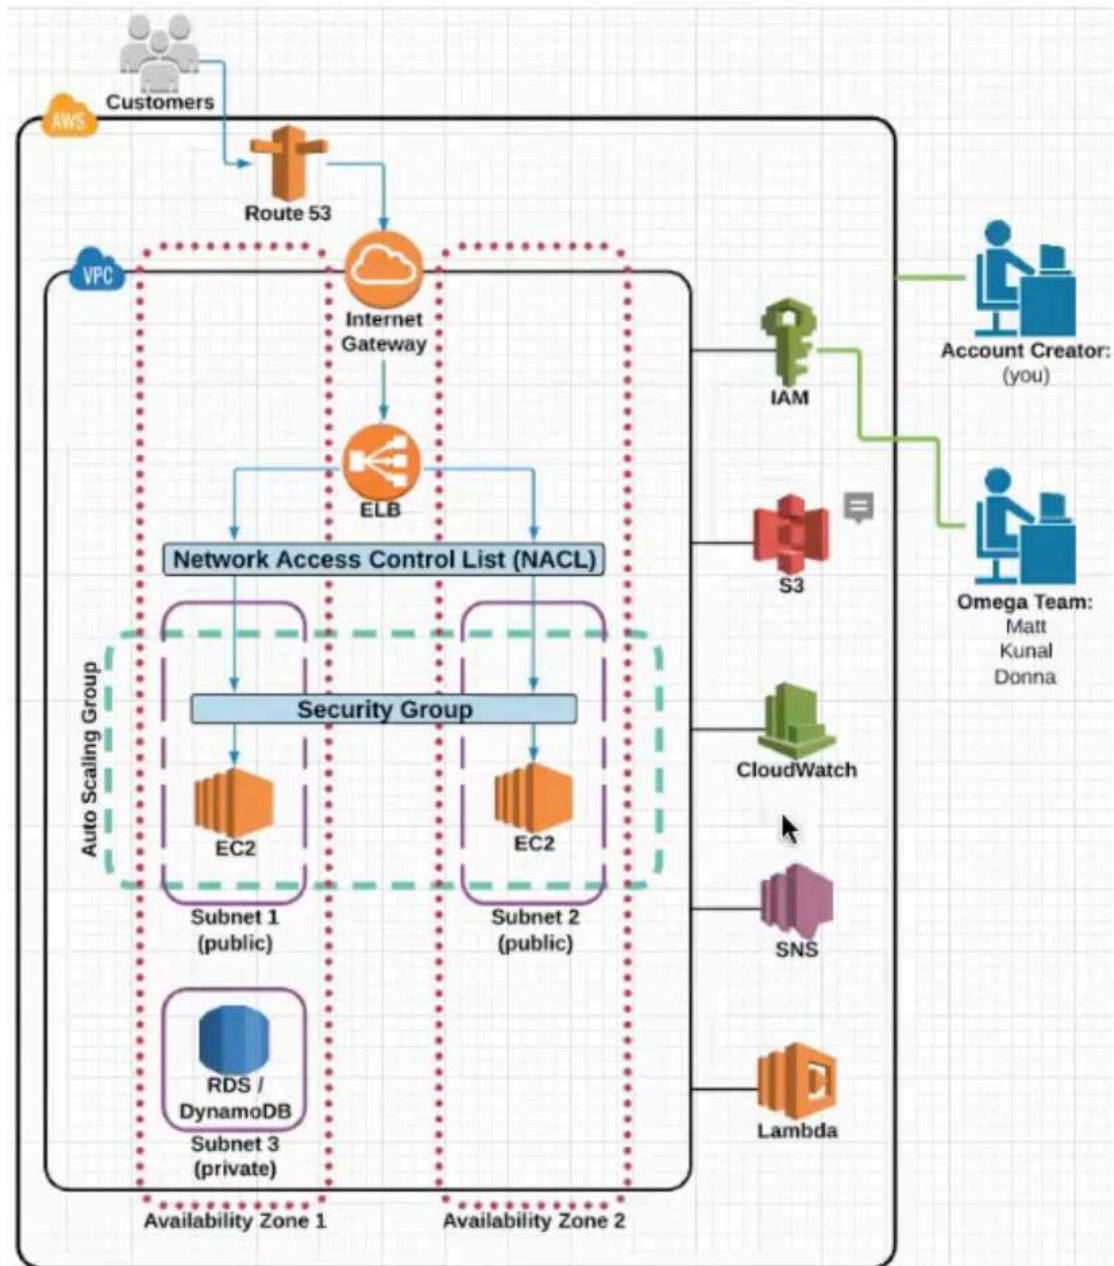 Customers
AWS
Route 53
VPC
Internet
Gateway
ELB
Network Access Control List (NACL)
Auto Scaling Group
Security Group
EC2
EC2
Subnet 1
(public)
Subnet 2
(public)
RDS /
DynamoDB
Subnet 3
(private)
Availability Zone 1
Availability Zone 2
IAM
S3
CloudWatch
SNS
Lambda
Account Creator:
(you)
Omega Team:
Matt
Kunal
Donna